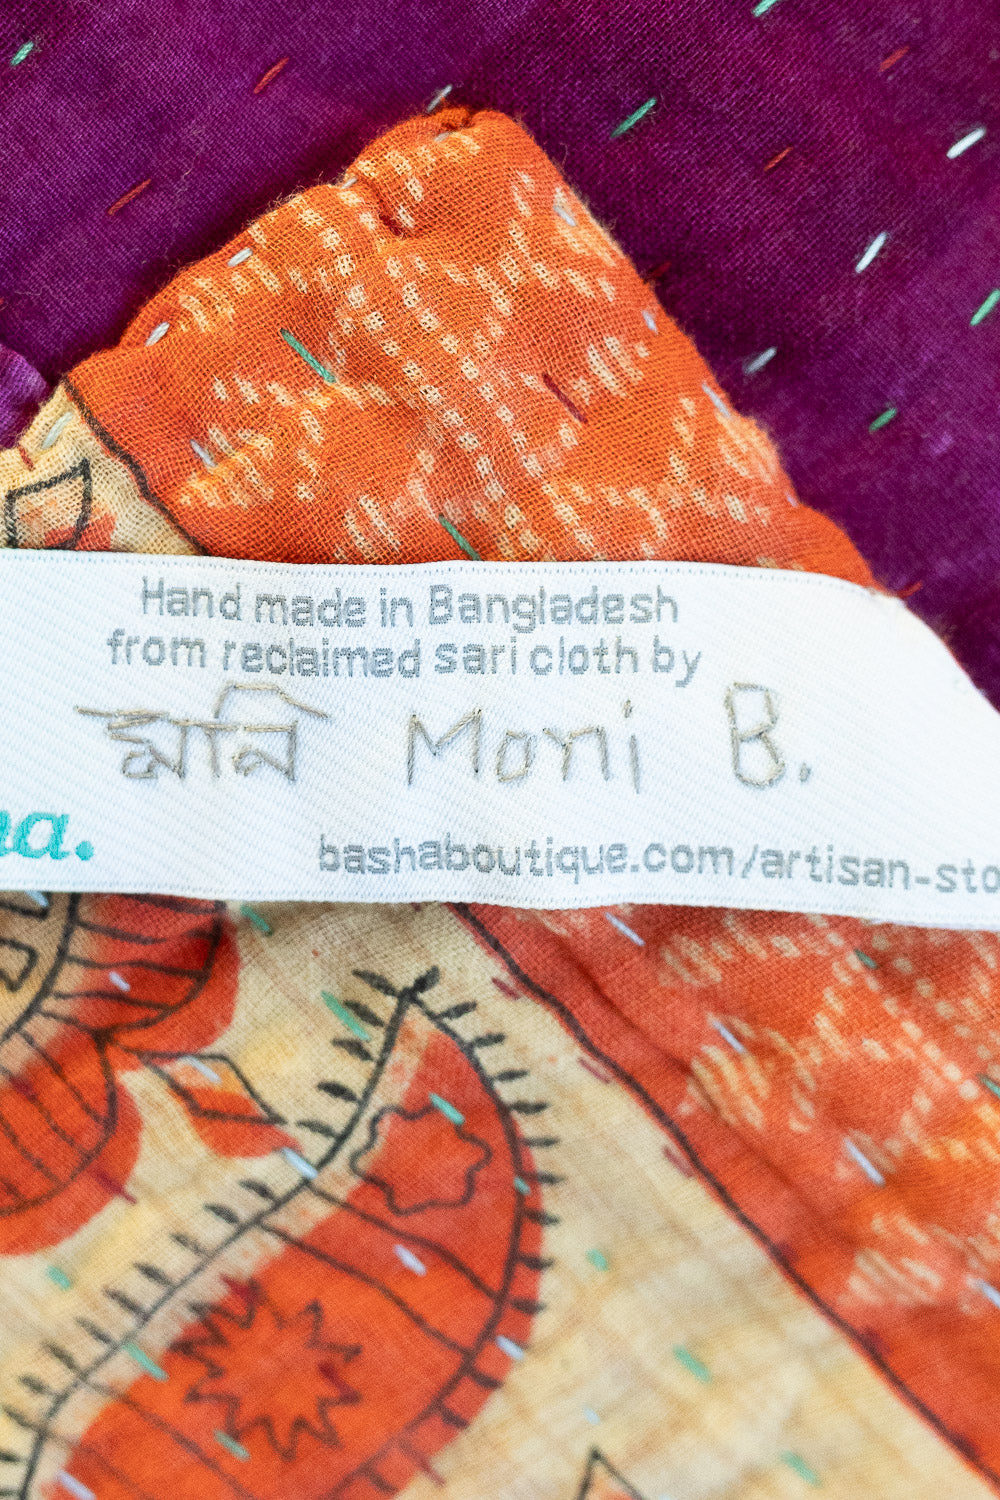 Hand made in Bangladesh
from reclaimed sari cloth by
মনি Moni B.
a.
bashaboutique.com/artisan-sto